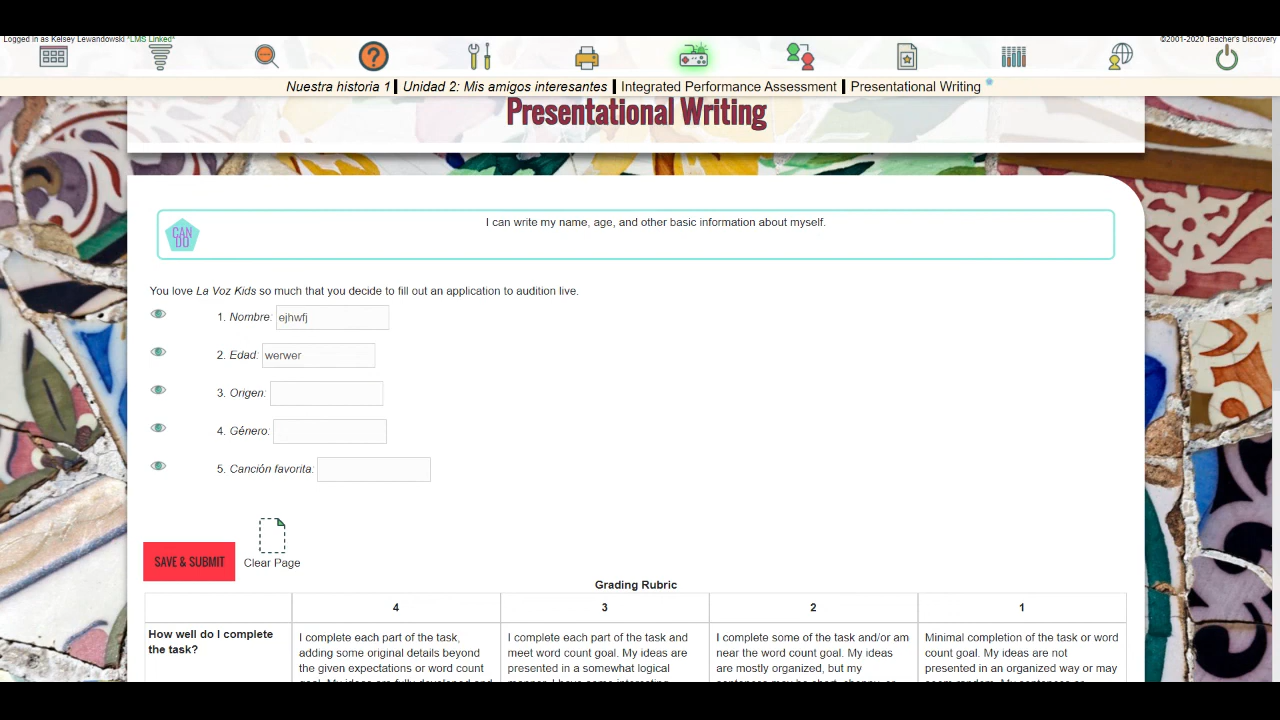 Logged in as Kelsey Lewandowski *LMS Linked*
©2001-2020 Teacher's Discovery
Nuestra historia 1 | Unidad 2: Mis amigos interesantes | Integrated Performance Assessment | Presentational Writing
Presentational Writing
CAN DO
I can write my name, age, and other basic information about myself.
You love La Voz Kids so much that you decide to fill out an application to audition live.
1. Nombre: ejhwfj
2. Edad: werwer
3. Origen:
4. Género:
5. Canción favorita:
SAVE & SUBMIT
Clear Page
Grading Rubric
4 3 2 1
How well do I complete the task?
I complete each part of the task, adding some original details beyond the given expectations or word count
I complete each part of the task and meet word count goal. My ideas are presented in a somewhat logical
I complete some of the task and/or am near the word count goal. My ideas are mostly organized, but my
Minimal completion of the task or word count goal. My ideas are not presented in an organized way or may